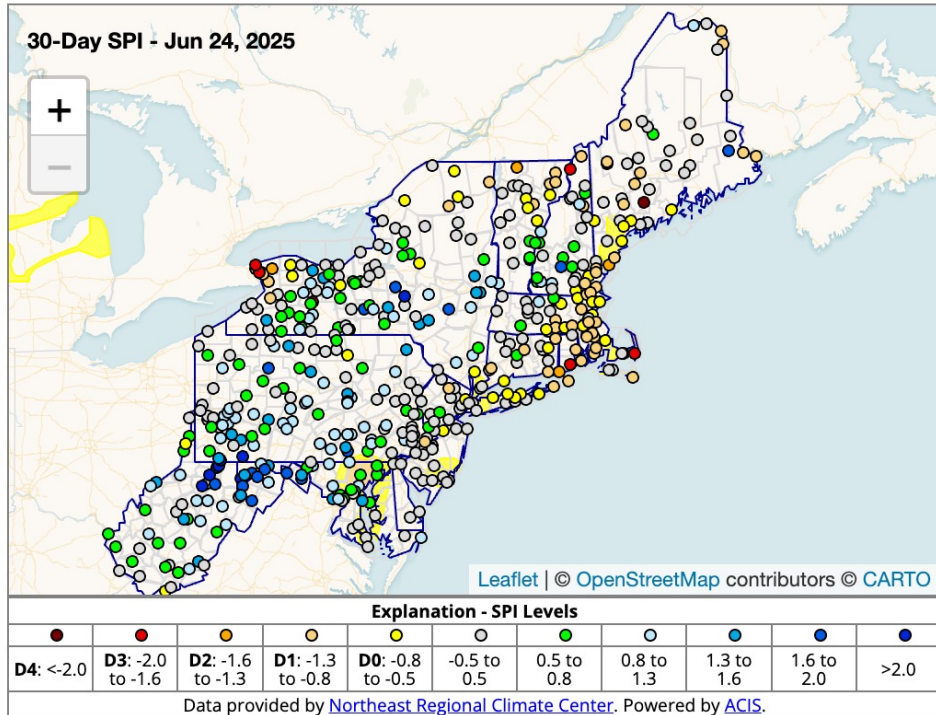 30-Day SPI - Jun 24, 2025
+
−
Leaflet | © OpenStreetMap contributors © CARTO
Explanation - SPI Levels
D4: <-2.0
D3: -2.0 to -1.6
D2: -1.6 to -1.3
D1: -1.3 to -0.8
D0: -0.8 to -0.5
-0.5 to 0.5
0.5 to 0.8
0.8 to 1.3
1.3 to 1.6
1.6 to 2.0
>2.0
Data provided by Northeast Regional Climate Center. Powered by ACIS.